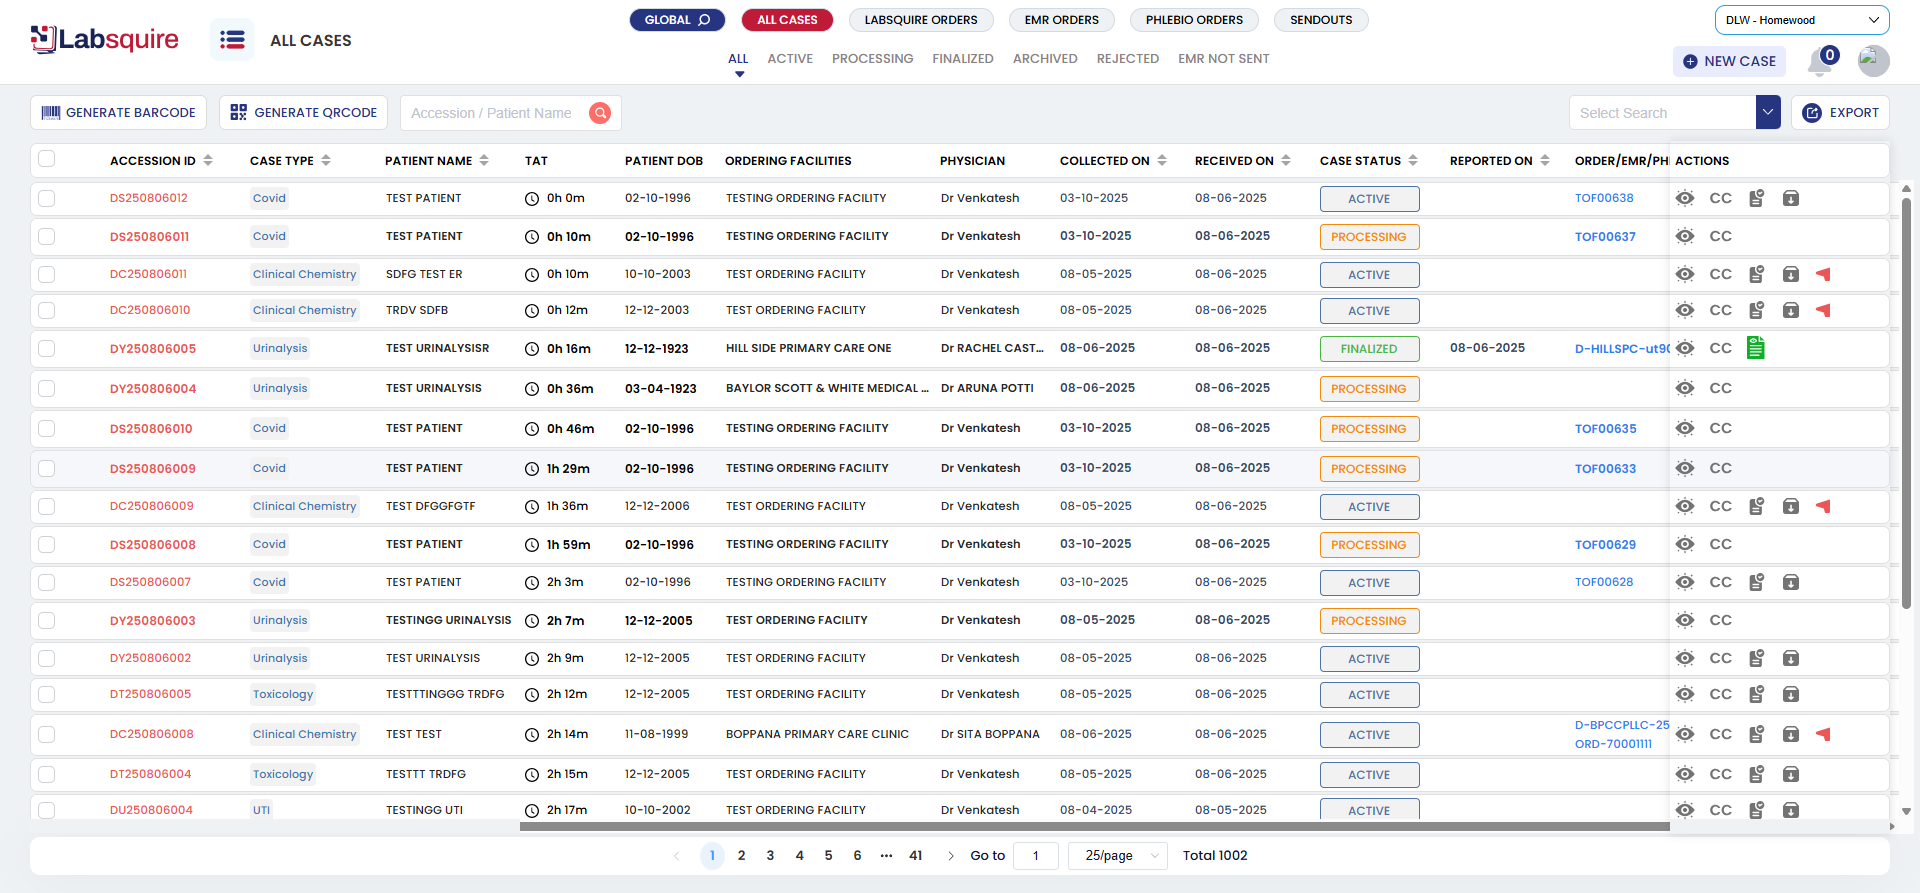 Labsquire
ALL CASES
GLOBAL
ALL CASES
LABSQUIRE ORDERS
EMR ORDERS
PHLEBIO ORDERS
SENDOUTS
DLW - Homewood
ALL
ACTIVE
PROCESSING
FINALIZED
ARCHIVED
REJECTED
EMR NOT SENT
NEW CASE
0
GENERATE BARCODE
GENERATE QRCODE
Accession / Patient Name
Select Search
EXPORT
ACCESSION ID CASE TYPE PATIENT NAME TAT PATIENT DOB ORDERING FACILITIES PHYSICIAN COLLECTED ON RECEIVED ON CASE STATUS REPORTED ON ORDER/EMR/PH ACTIONS
DS250806012 Covid TEST PATIENT 0h 0m 02-10-1996 TESTING ORDERING FACILITY Dr Venkatesh 03-10-2025 08-06-2025 ACTIVE TOF00638 CC
DS250806011 Covid TEST PATIENT 0h 10m 02-10-1996 TESTING ORDERING FACILITY Dr Venkatesh 03-10-2025 08-06-2025 PROCESSING TOF00637 CC
DC250806011 Clinical Chemistry SDFG TEST ER 0h 10m 10-10-2003 TEST ORDERING FACILITY Dr Venkatesh 08-05-2025 08-06-2025 ACTIVE CC
DC250806010 Clinical Chemistry TRDV SDFB 0h 12m 12-12-2003 TEST ORDERING FACILITY Dr Venkatesh 08-05-2025 08-06-2025 ACTIVE CC
DY250806005 Urinalysis TEST URINALYSISR 0h 16m 12-12-1923 HILL SIDE PRIMARY CARE ONE Dr RACHEL CAST... 08-06-2025 08-06-2025 FINALIZED 08-06-2025 D-HILLSPC-ut90 CC
DY250806004 Urinalysis TEST URINALYSIS 0h 36m 03-04-1923 BAYLOR SCOTT & WHITE MEDICAL ... Dr ARUNA POTTI 08-06-2025 08-06-2025 PROCESSING CC
DS250806010 Covid TEST PATIENT 0h 46m 02-10-1996 TESTING ORDERING FACILITY Dr Venkatesh 03-10-2025 08-06-2025 PROCESSING TOF00635 CC
DS250806009 Covid TEST PATIENT 1h 29m 02-10-1996 TESTING ORDERING FACILITY Dr Venkatesh 03-10-2025 08-06-2025 PROCESSING TOF00633 CC
DC250806009 Clinical Chemistry TEST DFGGFGTF 1h 36m 12-12-2006 TEST ORDERING FACILITY Dr Venkatesh 08-05-2025 08-06-2025 ACTIVE CC
DS250806008 Covid TEST PATIENT 1h 59m 02-10-1996 TESTING ORDERING FACILITY Dr Venkatesh 03-10-2025 08-06-2025 PROCESSING TOF00629 CC
DS250806007 Covid TEST PATIENT 2h 3m 02-10-1996 TESTING ORDERING FACILITY Dr Venkatesh 03-10-2025 08-06-2025 ACTIVE TOF00628 CC
DY250806003 Urinalysis TESTINGG URINALYSIS 2h 7m 12-12-2005 TEST ORDERING FACILITY Dr Venkatesh 08-05-2025 08-06-2025 PROCESSING CC
DY250806002 Urinalysis TEST URINALYSIS 2h 9m 12-12-2005 TEST ORDERING FACILITY Dr Venkatesh 08-05-2025 08-06-2025 ACTIVE CC
DT250806005 Toxicology TESTTTINGGG TRDFG 2h 12m 12-12-2005 TEST ORDERING FACILITY Dr Venkatesh 08-05-2025 08-06-2025 ACTIVE CC
DC250806008 Clinical Chemistry TEST TEST 2h 14m 11-08-1999 BOPPANA PRIMARY CARE CLINIC Dr SITA BOPPANA 08-06-2025 08-06-2025 ACTIVE D-BPCCPLLC-25 CC
ORD-70001111
DT250806004 Toxicology TESTTT TRDFG 2h 15m 12-12-2005 TEST ORDERING FACILITY Dr Venkatesh 08-05-2025 08-06-2025 ACTIVE CC
DU250806004 UTI TESTINGG UTI 2h 17m 10-10-2002 TEST ORDERING FACILITY Dr Venkatesh 08-04-2025 08-05-2025 ACTIVE CC
1 2 3 4 5 6 ••• 41 Go to 1 25/page Total 1002